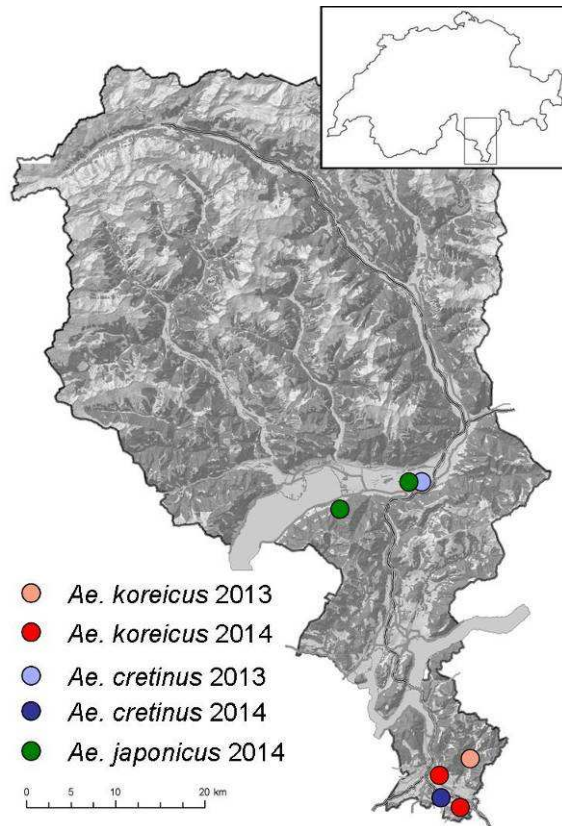 Ae. koreicus 2013
Ae. koreicus 2014
Ae. cretinus 2013
Ae. cretinus 2014
Ae. japonicus 2014
0 5 10 20 km